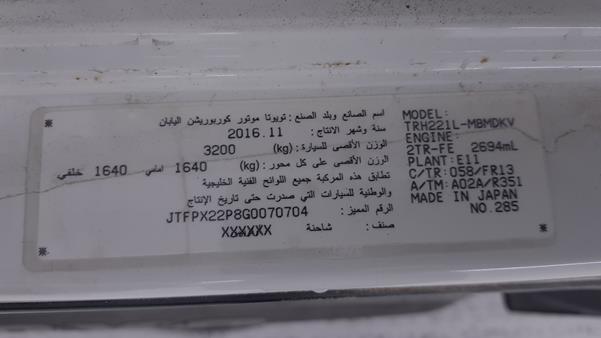 اسم الصانع وبلد الصنع : تويوتا موتور كوربوريشن اليابان
سنة وشهر الانتاج : 2016.11
الوزن الأقصى للسيارة : (kg) 3200
الوزن الأقصى على كل محور : (kg) 1640 امامي 1640 خلفي
تطابق هذه المركبة جميع اللوائح الفنية الخليجية
والوطنية للسيارات التي صدرت حتى تاريخ الإنتاج
الرقم المميز : JTFPX22P8G0070704
صنف : شاحنة XXXXXX
MODEL:
TRH221L-MBMDKV
ENGINE:
2TR-FE 2694mL
PLANT: E11
C/TR: 058/FR13
A/TM: A02A/R351
MADE IN JAPAN
NO.285